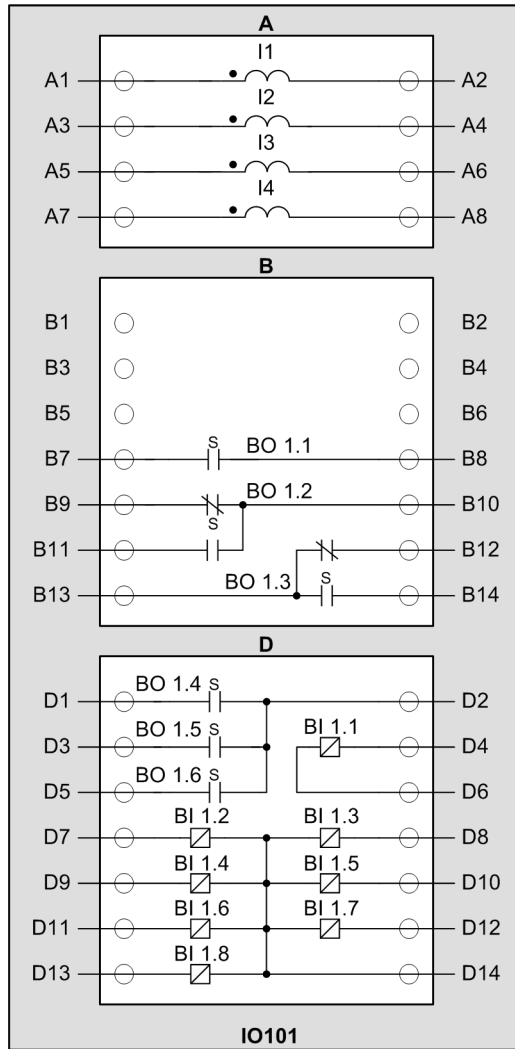 A
I1
A1 A2
I2
A3 A4
I3
A5 A6
I4
A7 A8
B
B1 B2
B3 B4
B5 B6
S
B7 BO 1.1 B8
B9 BO 1.2 B10
S
B11 B12
B13 BO 1.3 S B14
D
D1 BO 1.4 S D2
D3 BO 1.5 S BI 1.1 D4
D5 BO 1.6 S D6
BI 1.2 BI 1.3
D7 D8
BI 1.4 BI 1.5
D9 D10
BI 1.6 BI 1.7
D11 D12
BI 1.8
D13 D14
IO101